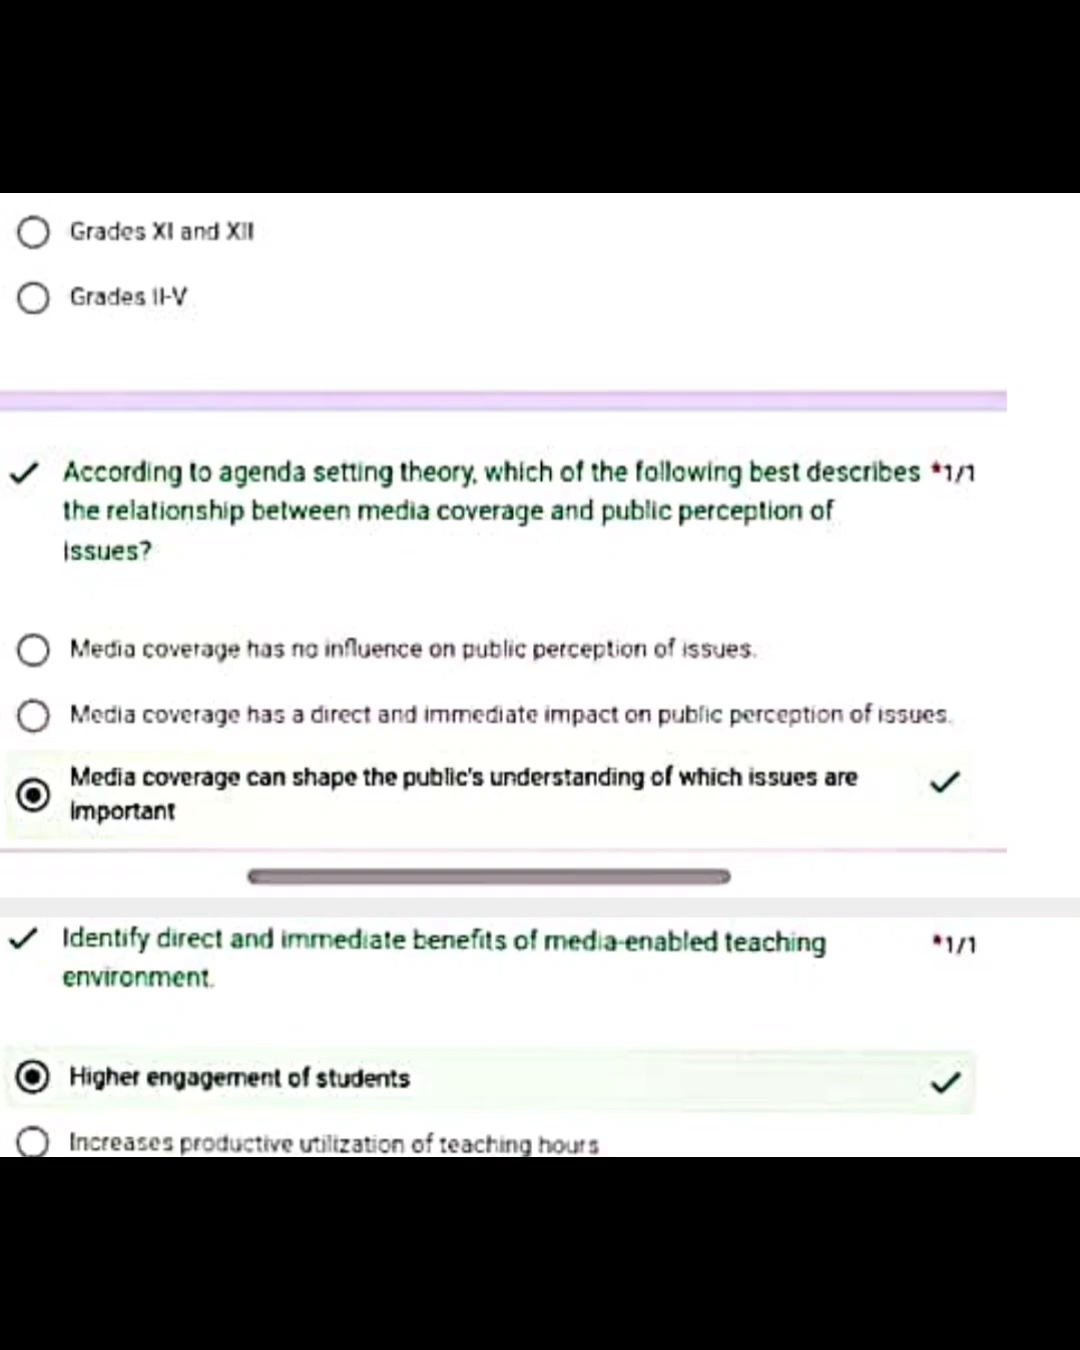 Grades XI and XII
Grades II-V
According to agenda setting theory, which of the following best describes *1/1
the relationship between media coverage and public perception of
issues?
Media coverage has no influence on public perception of issues.
Media coverage has a direct and immediate impact on public perception of issues.
Media coverage can shape the public's understanding of which issues are
important
Identify direct and immediate benefits of media-enabled teaching *1/1
environment.
Higher engagement of students
Increases productive utilization of teaching hours